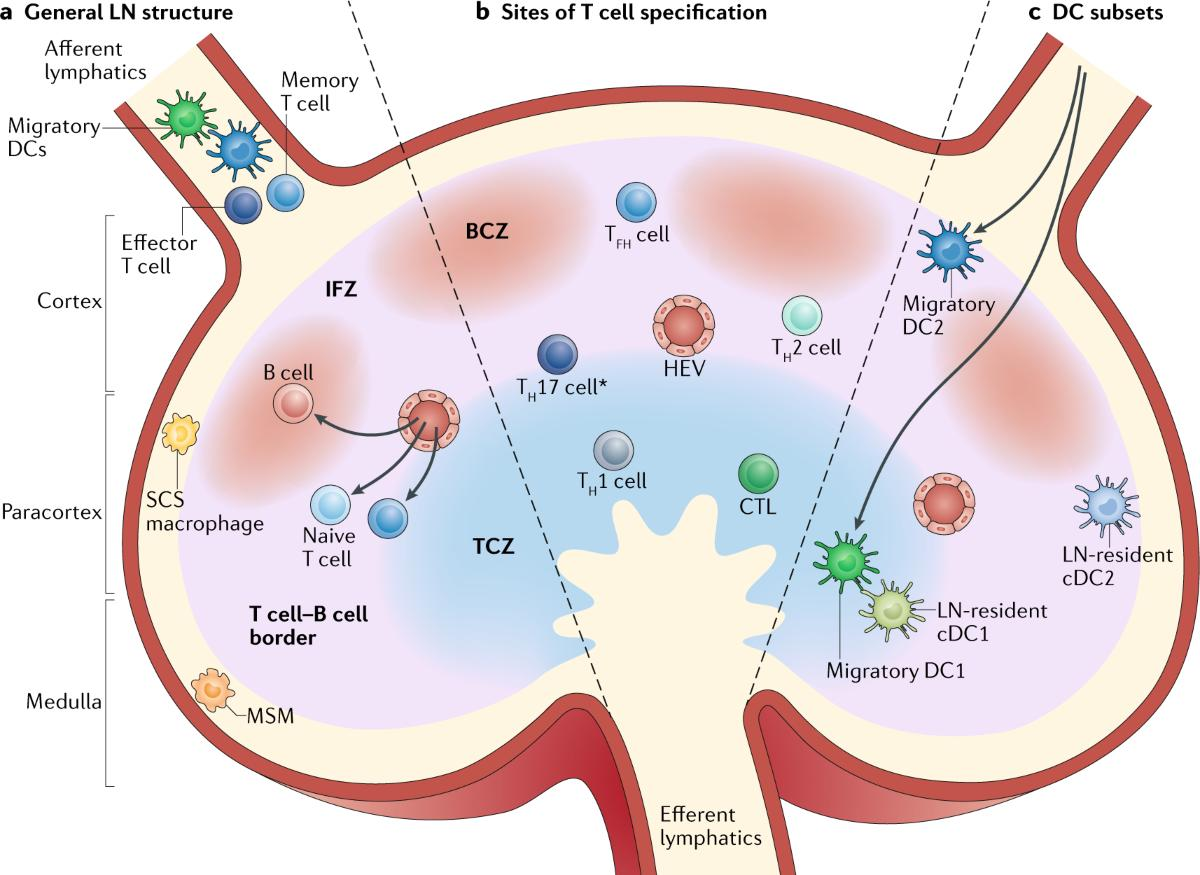 a General LN structure
b Sites of T cell specification
c DC subsets
Afferent
lymphatics
Memory
T cell
Migratory
DCs
Effector
T cell
Cortex
Paracortex
Medulla
BCZ
IFZ
B cell
SCS
macrophage
Naive
T cell
TCZ
T cell–B cell
border
MSM
TFH cell
HEV
TH2 cell
TH17 cell*
TH1 cell
CTL
Efferent
lymphatics
Migratory
DC2
LN-resident
cDC2
LN-resident
cDC1
Migratory DC1